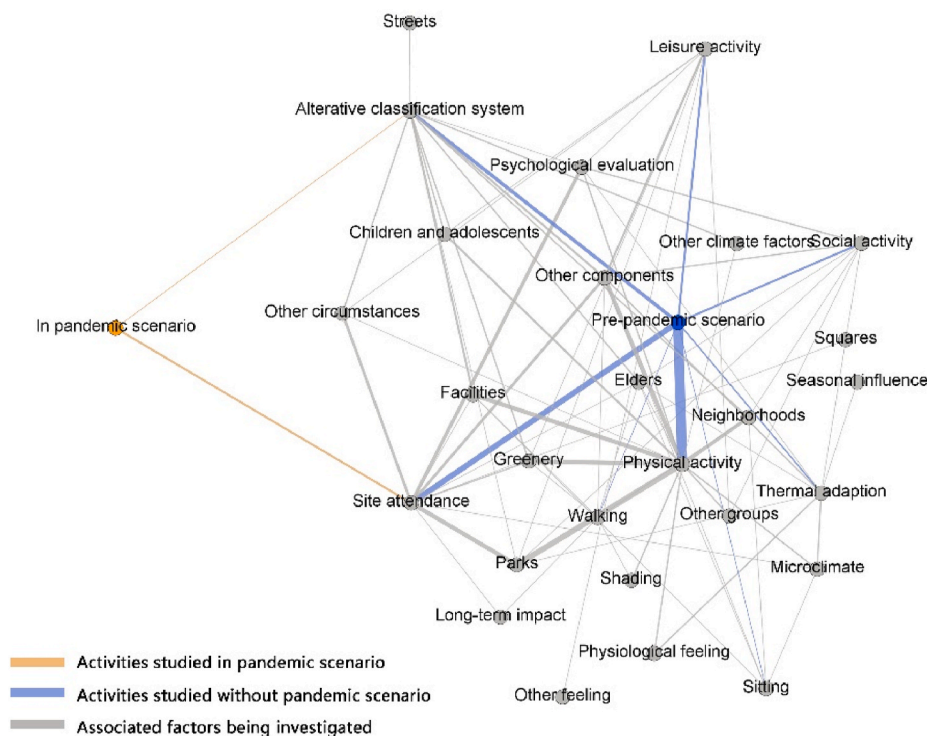 Streets
Leisure activity
Alterative classification system
Psychological evaluation
Children and adolescents
Other climate factors
Social activity
Other components
Other circumstances
In pandemic scenario
Pre-pandemic scenario
Squares
Elders
Seasonal influence
Facilities
Neighborhoods
Greenery
Physical activity
Thermal adaption
Site attendance
Walking
Other groups
Parks
Microclimate
Shading
Long-term impact
Physiological feeling
Other feeling
Sitting
Activities studied in pandemic scenario
Activities studied without pandemic scenario
Associated factors being investigated